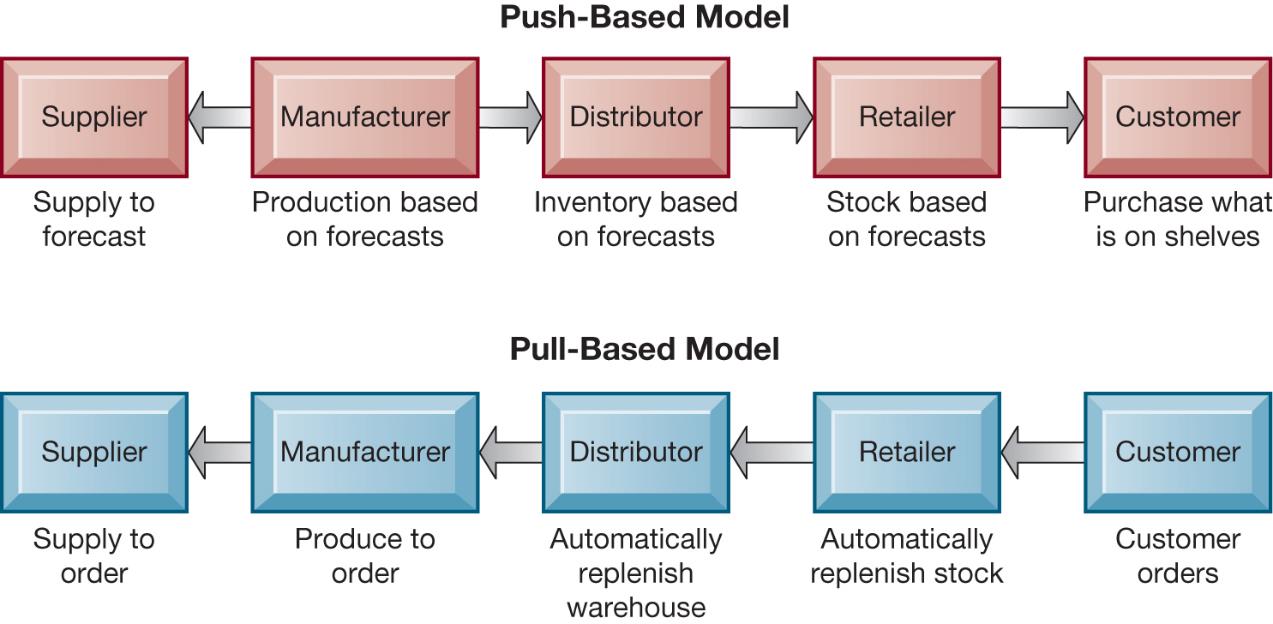 Push-Based Model
Supplier Manufacturer Distributor Retailer Customer
Supply to Production based Inventory based Stock based Purchase what
forecast on forecasts on forecasts on forecasts is on shelves
Pull-Based Model
Supplier Manufacturer Distributor Retailer Customer
Supply to Produce to Automatically Automatically Customer
order order replenish replenish stock orders
warehouse